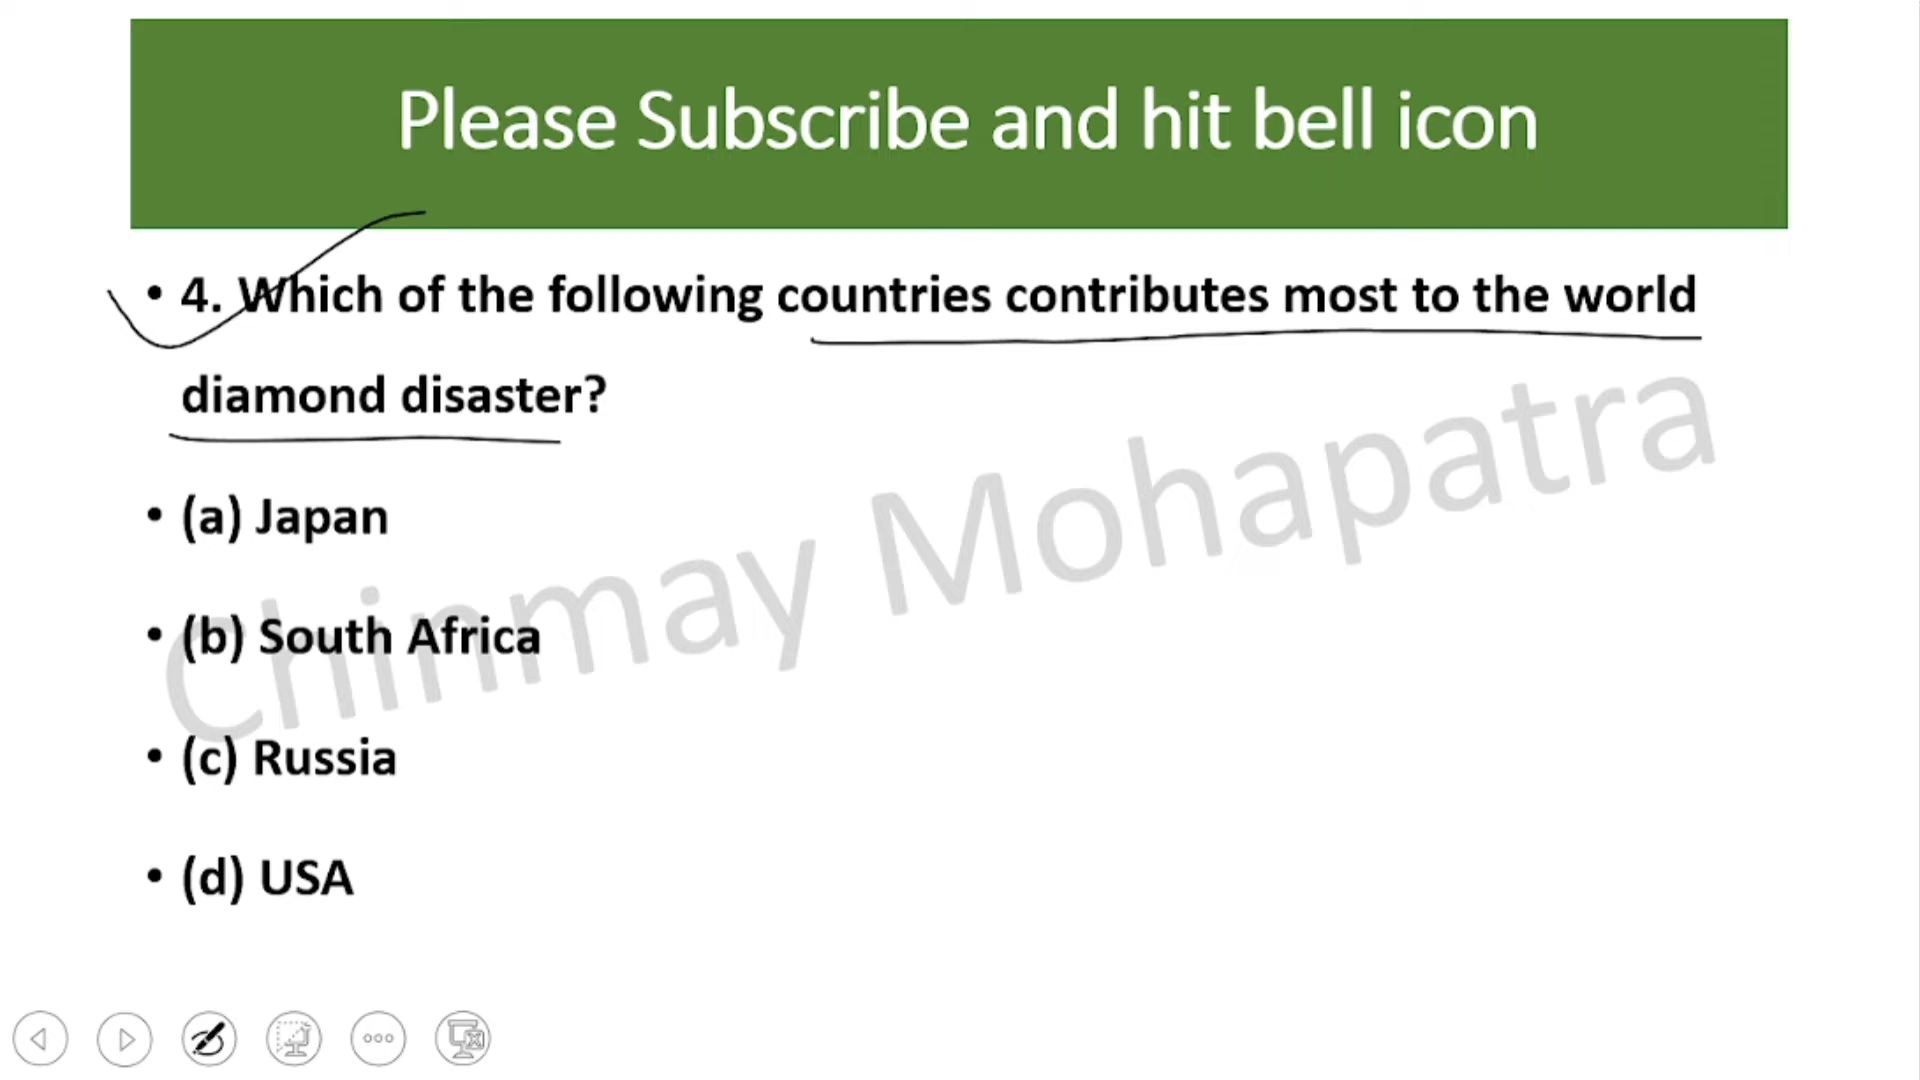 Please Subscribe and hit bell icon
• 4. Which of the following countries contributes most to the world
diamond disaster?
• (a) Japan
• (b) South Africa
• (c) Russia
• (d) USA
Chinmay Mohapatra